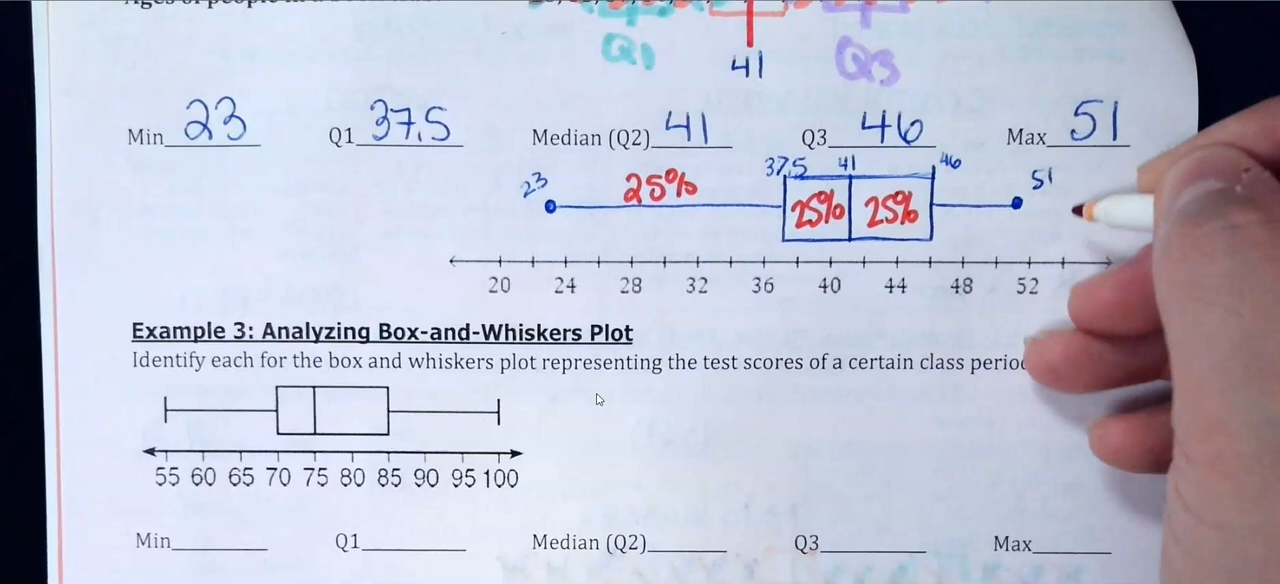 Q1 41 Q3
Min 23 Q1 37.5 Median (Q2) 41 Q3 46 Max 51
23 25% 37.5 41 46 51
25% 25%
20 24 28 32 36 40 44 48 52
Example 3: Analyzing Box-and-Whiskers Plot
Identify each for the box and whiskers plot representing the test scores of a certain class
55 60 65 70 75 80 85 90 95 100
Min Q1 Median (Q2) Q3 Max